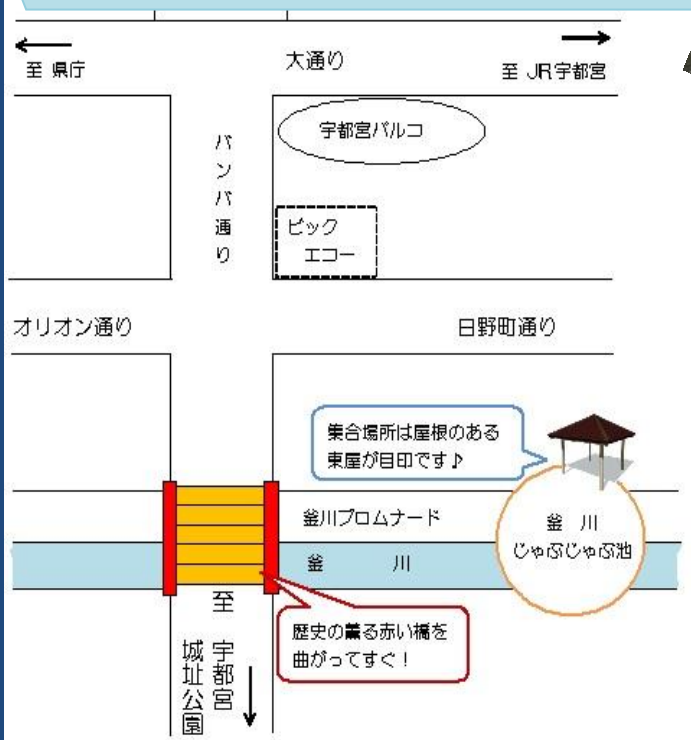 至 県庁
大通り
至 JR宇都宮
バンバ通り
宇都宮パルコ
ビック
エコー
オリオン通り
日野町通り
集合場所は屋根のある
東屋が目印です♪
釜川プロムナード
釜 川
じゃぶじゃぶ池
釜 川
至
宇都宮
城址公園
歴史の薫る赤い橋を
曲がってすぐ！